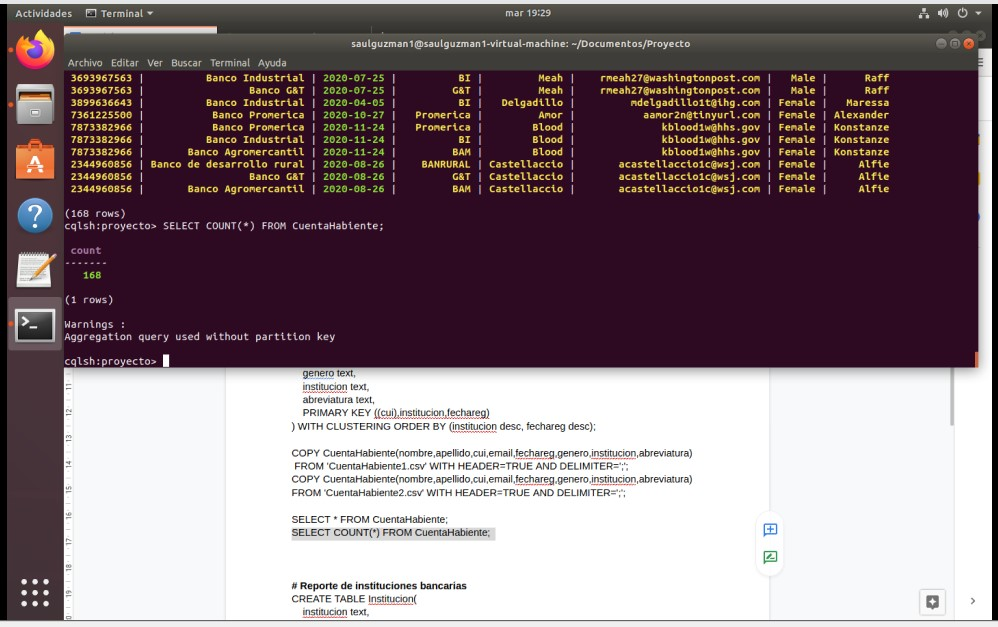 Actividades Terminal mar 19:29
saulguzman1@saulguzman1-virtual-machine: ~/Documentos/Proyecto
Archivo Editar Ver Buscar Terminal Ayuda
3693967563 | Banco Industrial | 2020-07-25 | BI | Meah | rmeah27@washingtonpost.com | Male | Raff
3693967563 | Banco G&T | 2020-07-25 | G&T | Meah | rmeah27@washingtonpost.com | Male | Raff
3899636643 | Banco Industrial | 2020-04-05 | BI | Delgadillo | mdelgadillo1t@ihg.com | Female | Maressa
7361225500 | Banco Promerica | 2020-10-27 | Promerica | Amor | aamor2n@tinyurl.com | Female | Alexander
7873382966 | Banco Promerica | 2020-11-24 | Promerica | Blood | kblood1w@hhs.gov | Female | Konstanze
7873382966 | Banco Industrial | 2020-11-24 | BI | Blood | kblood1w@hhs.gov | Female | Konstanze
7873382966 | Banco Agromercantil | 2020-11-24 | BAM | Blood | kblood1w@hhs.gov | Female | Konstanze
2344960856 | Banco de desarrollo rural | 2020-08-26 | BANRURAL | Castellaccio | acastellaccio1c@wsj.com | Female | Alfie
2344960856 | Banco G&T | 2020-08-26 | G&T | Castellaccio | acastellaccio1c@wsj.com | Female | Alfie
2344960856 | Banco Agromercantil | 2020-08-26 | BAM | Castellaccio | acastellaccio1c@wsj.com | Female | Alfie
(168 rows)
cqlsh:proyecto> SELECT COUNT(*) FROM CuentaHabiente;
count
-------
168
(1 rows)
Warnings :
Aggregation query used without partition key
cqlsh:proyecto>
genero text,
institucion text,
abreviatura text,
PRIMARY KEY ((cui),institucion,fechareg)
) WITH CLUSTERING ORDER BY (institucion desc, fechareg desc);
COPY CuentaHabiente(nombre,apellido,cui,email,fechareg,genero,institucion,abreviatura)
FROM 'CuentaHabiente1.csv' WITH HEADER=TRUE AND DELIMITER=';';
COPY CuentaHabiente(nombre,apellido,cui,email,fechareg,genero,institucion,abreviatura)
FROM 'CuentaHabiente2.csv' WITH HEADER=TRUE AND DELIMITER=';';
SELECT * FROM CuentaHabiente;
SELECT COUNT(*) FROM CuentaHabiente;
# Reporte de instituciones bancarias
CREATE TABLE Institucion(
institucion text,